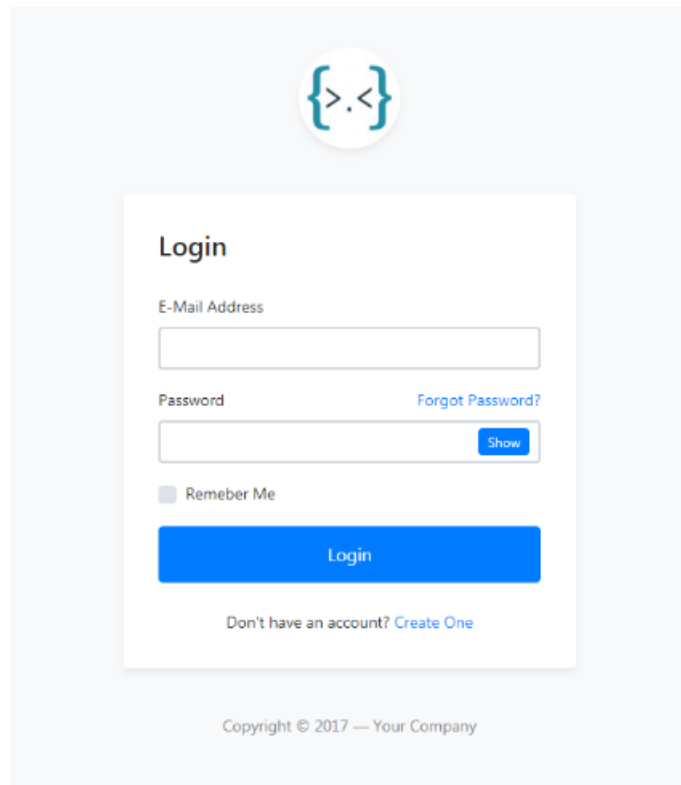 {>.<}
Login
E-Mail Address
Password Forgot Password?
Show
Remeber Me
Login
Don't have an account? Create One
Copyright © 2017 — Your Company